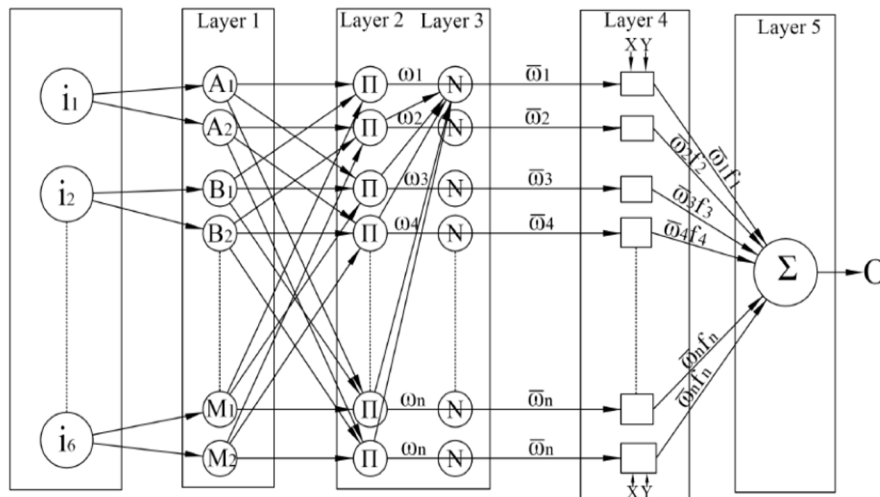 Layer 1 Layer 2 Layer 3 Layer 4 Layer 5
X Y
i1 A1 Π ω1 N ω̅1 ω̅1f1
A2 Π ω2 N ω̅2 ω̅2f2
i2 B1 Π ω3 N ω̅3 ω̅3f3
B2 Π ω4 N ω̅4 ω̅4f4
Σ O
M1 Π ωn N ω̅n ω̅nfn
i6 M2 Π ωn N ω̅n ω̅nfn
X Y